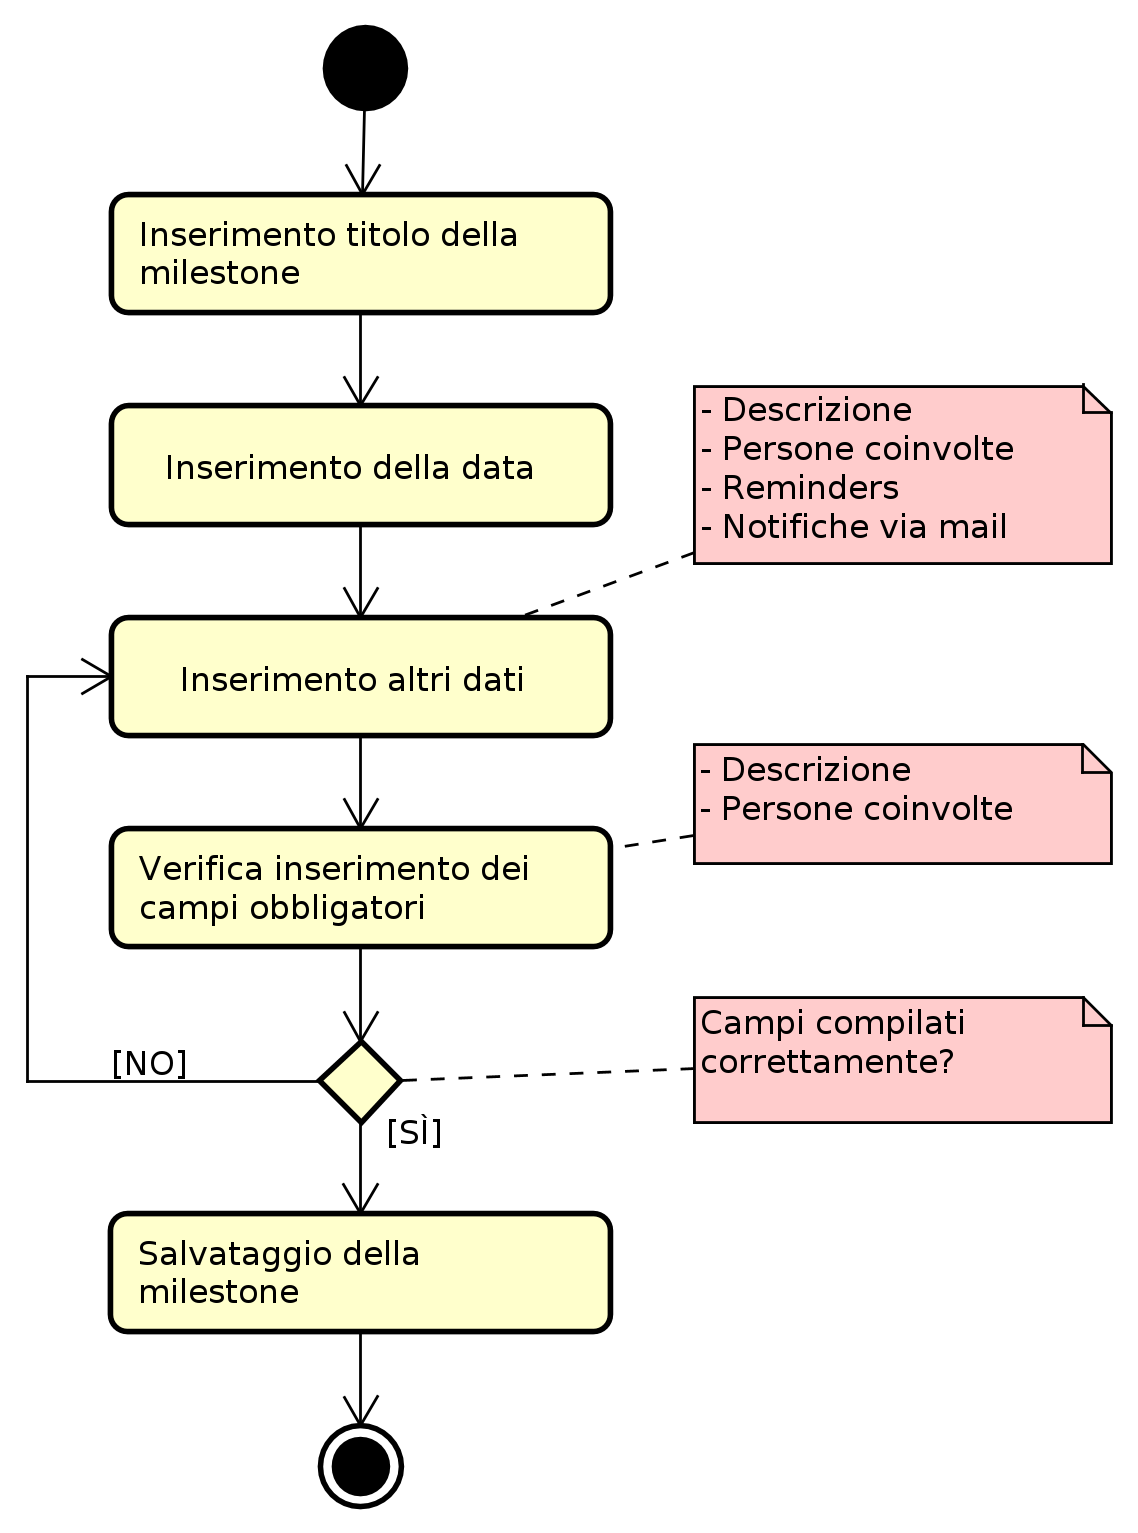 Inserimento titolo della
milestone
Inserimento della data
- Descrizione
- Persone coinvolte
- Reminders
- Notifiche via mail
Inserimento altri dati
- Descrizione
- Persone coinvolte
Verifica inserimento dei
campi obbligatori
Campi compilati
correttamente?
[NO]
[SÌ]
Salvataggio della
milestone